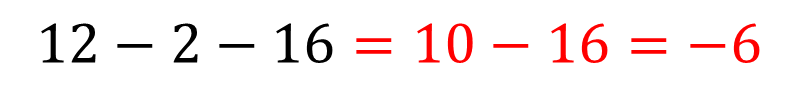 12 − 2 − 16 = 10 − 16 = −6